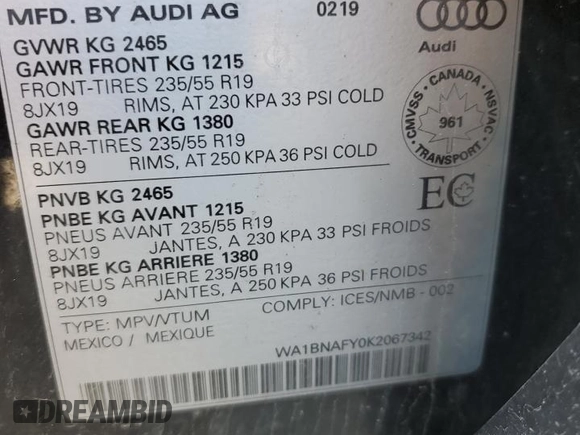 MFD. BY AUDI AG 0219
GVWR KG 2465
GAWR FRONT KG 1215
FRONT-TIRES 235/55 R19
8JX19 RIMS, AT 230 KPA 33 PSI COLD
GAWR REAR KG 1380
REAR-TIRES 235/55 R19
8JX19 RIMS, AT 250 KPA 36 PSI COLD
Audi
CMVSS - CANADA - NSVAC
961
TRANSPORT
EC
PNVB KG 2465
PNBE KG AVANT 1215
PNEUS AVANT 235/55 R19
8JX19 JANTES, A 230 KPA 33 PSI FROIDS
PNBE KG ARRIERE 1380
PNEUS ARRIERE 235/55 R19
8JX19 JANTES, A 250 KPA 36 PSI FROIDS
TYPE: MPV/VTUM COMPLY: ICES/NMB - 002
MEXICO / MEXIQUE
WA1BNAFY0K2067342
DREAMBID